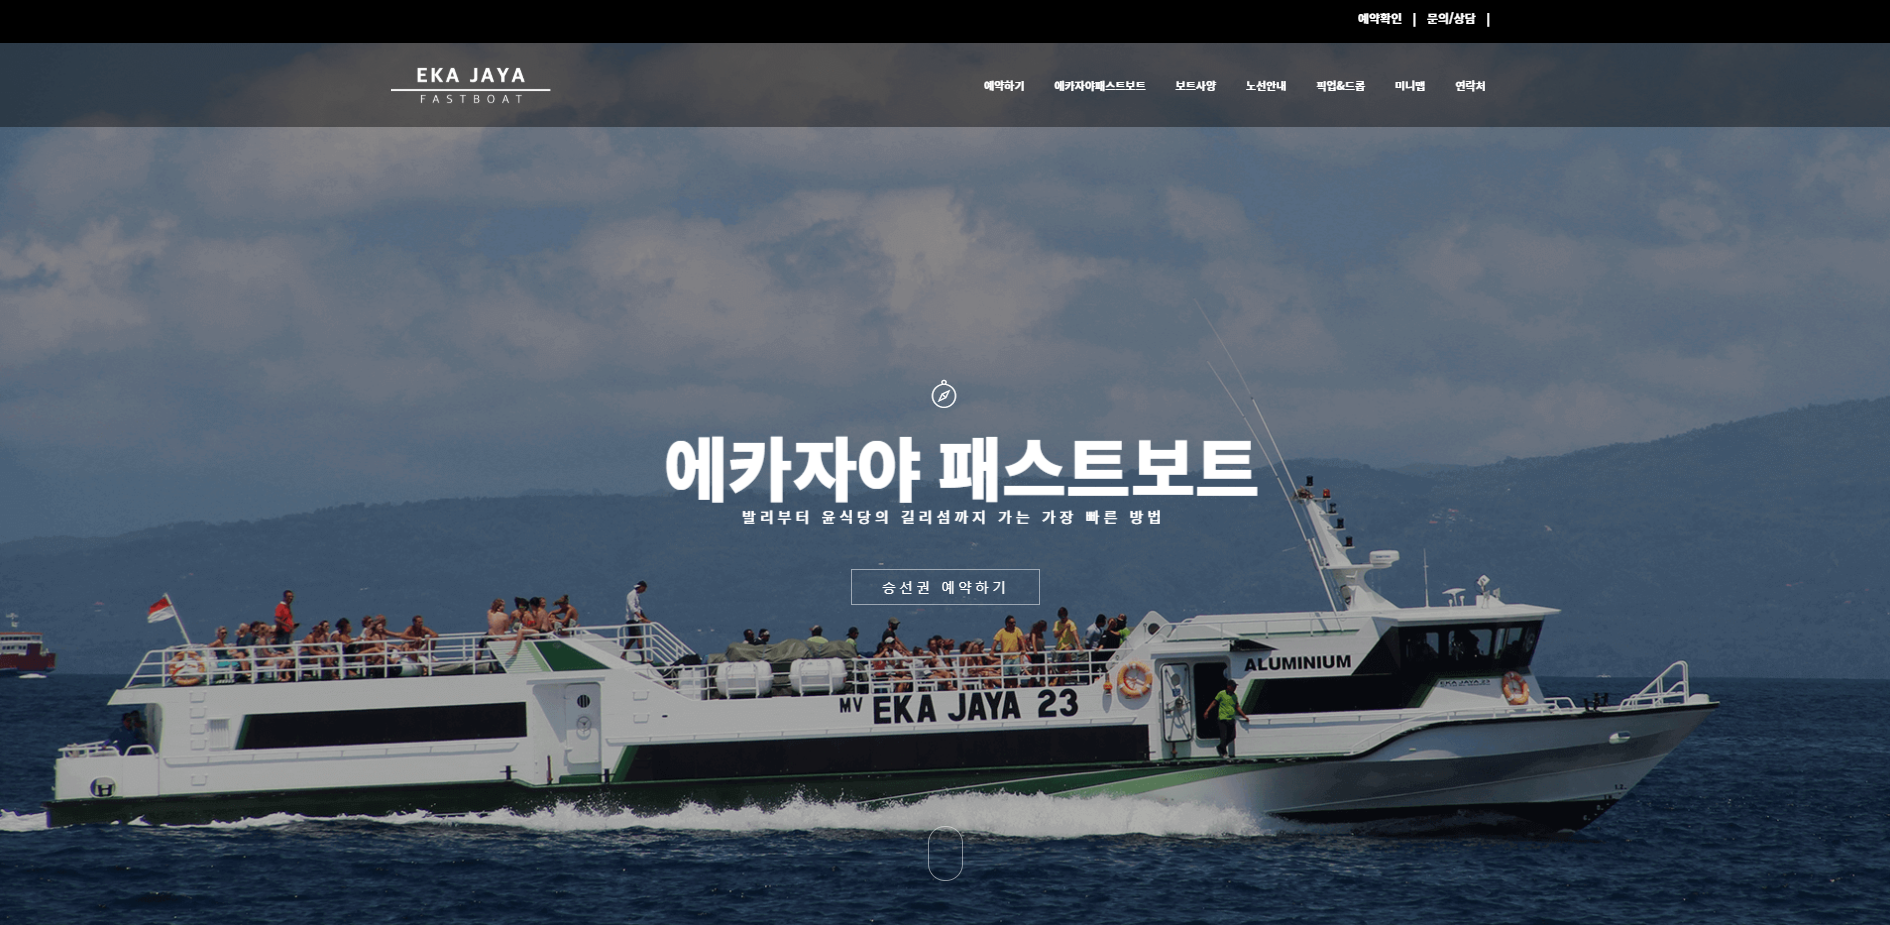 예약확인 | 문의/상담 |
EKA JAYA
FASTBOAT
예약하기 에카자야패스트보트 보트사양 노선안내 픽업&드롭 미니맵 연락처
에카자야 패스트보트
발리부터 윤식당의 길리섬까지 가는 가장 빠른 방법
승선권 예약하기
ALUMINIUM
EKA JAYA 23
MV EKA JAYA 23